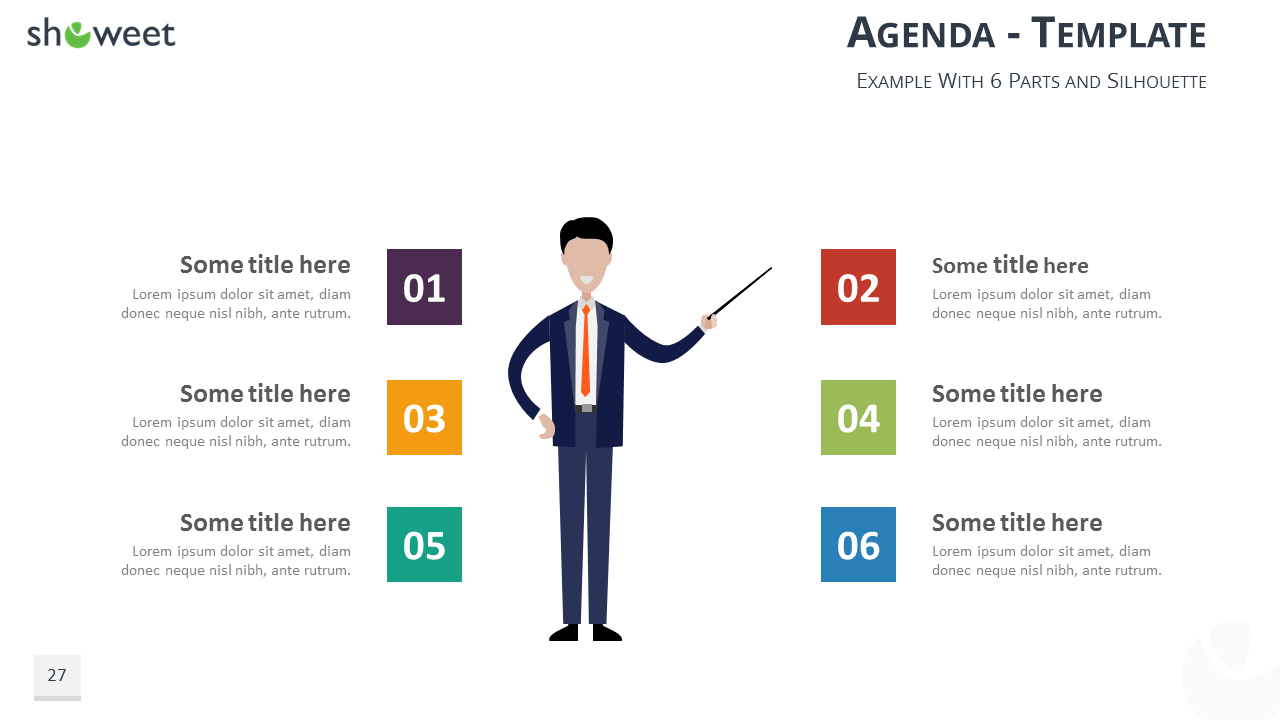 showeet
AGENDA - TEMPLATE
EXAMPLE WITH 6 PARTS AND SILHOUETTE
Some title here
Lorem ipsum dolor sit amet, diam
donec neque nisl nibh, ante rutrum.
01
02
Some title here
Lorem ipsum dolor sit amet, diam
donec neque nisl nibh, ante rutrum.
Some title here
Lorem ipsum dolor sit amet, diam
donec neque nisl nibh, ante rutrum.
03
04
Some title here
Lorem ipsum dolor sit amet, diam
donec neque nisl nibh, ante rutrum.
Some title here
Lorem ipsum dolor sit amet, diam
donec neque nisl nibh, ante rutrum.
05
06
Some title here
Lorem ipsum dolor sit amet, diam
donec neque nisl nibh, ante rutrum.
27